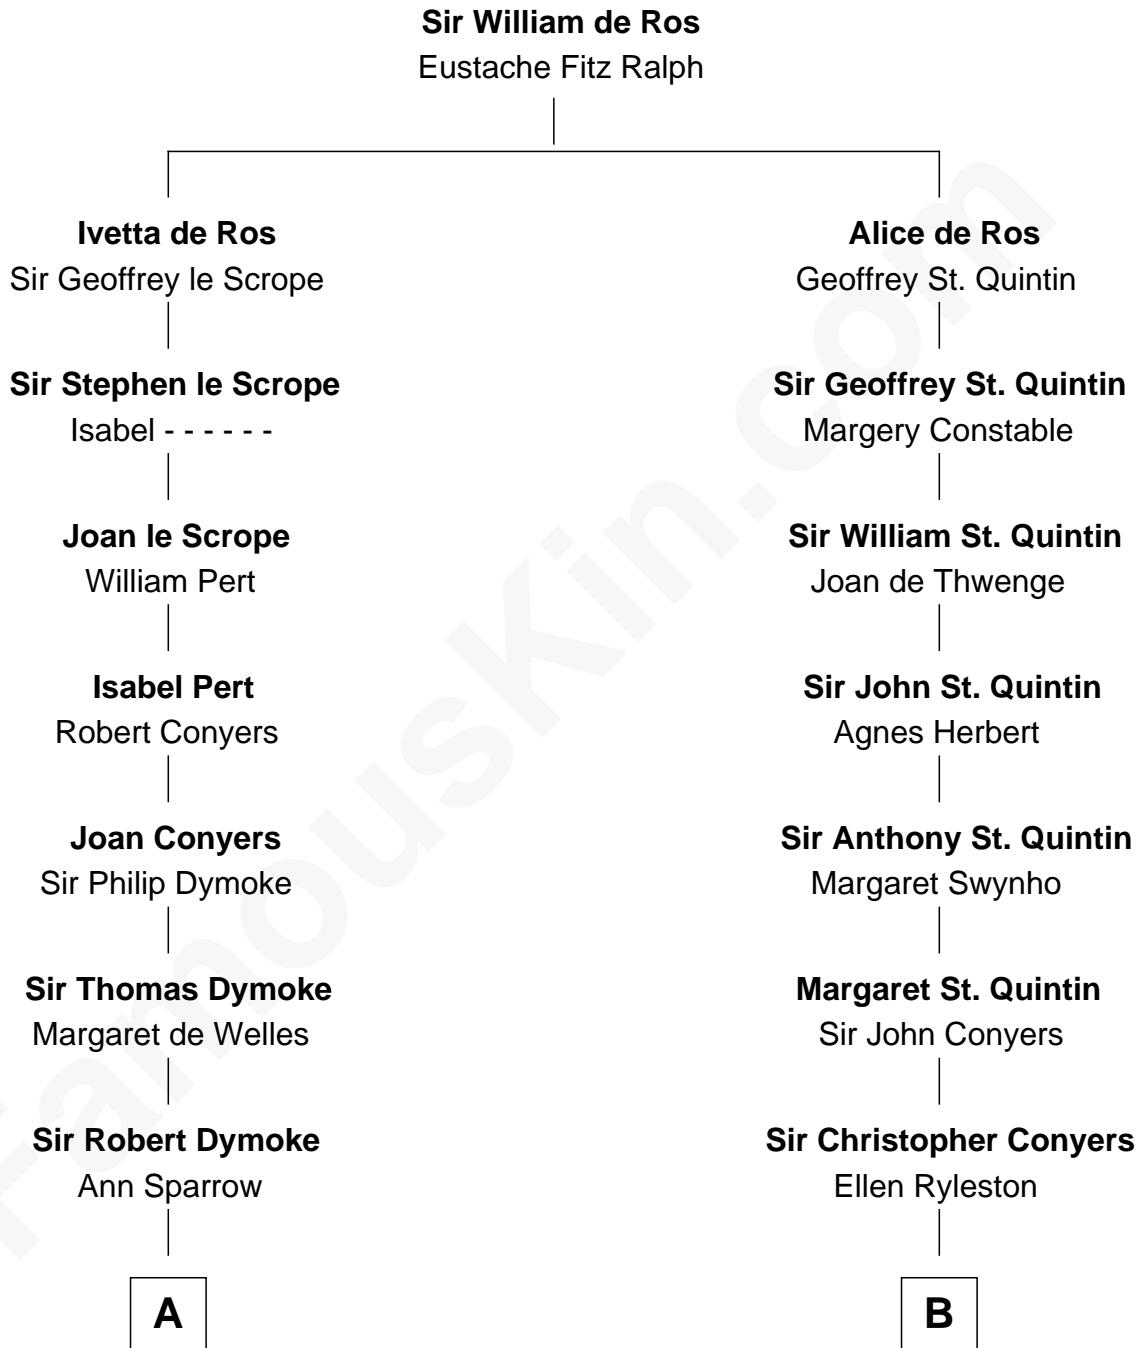 Sir William de Ros
Eustache Fitz Ralph
Ivetta de Ros
Sir Geoffrey le Scrope
Alice de Ros
Geoffrey St. Quintin
Sir Stephen le Scrope
Isabel - - - - - -
Sir Geoffrey St. Quintin
Margery Constable
Joan le Scrope
William Pert
Sir William St. Quintin
Joan de Thwenge
Isabel Pert
Robert Conyers
Sir John St. Quintin
Agnes Herbert
Joan Conyers
Sir Philip Dymoke
Sir Anthony St. Quintin
Margaret Swynho
Sir Thomas Dymoke
Margaret de Welles
Margaret St. Quintin
Sir John Conyers
Sir Robert Dymoke
Ann Sparrow
Sir Christopher Conyers
Ellen Ryleston
A
B
FamousKin.com